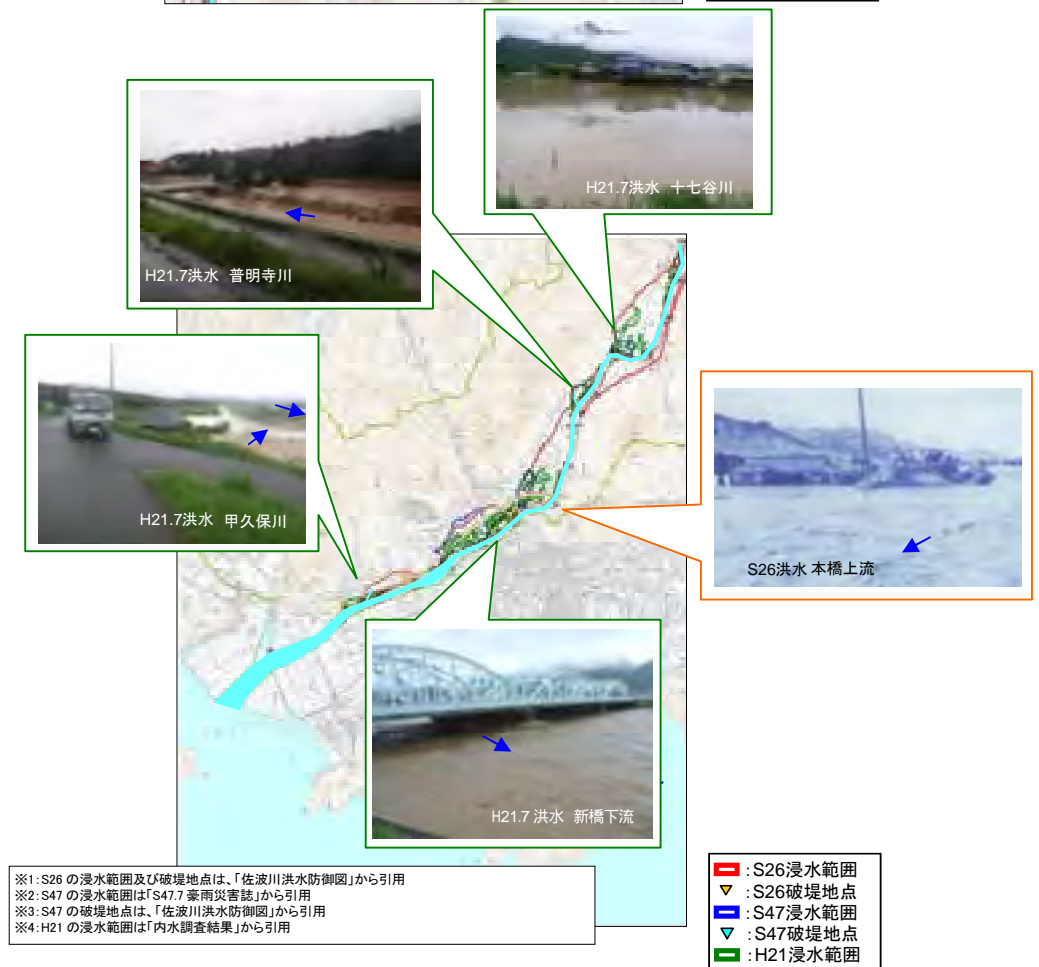 H21.7洪水 十七谷川
H21.7洪水 普明寺川
H21.7洪水 甲久保川
S26洪水 本橋上流
H21.7 洪水 新橋下流
※1:S26 の浸水範囲及び破堤地点は、「佐波川洪水防御図」から引用
※2:S47 の浸水範囲は「S47.7 豪雨災害誌」から引用
※3:S47 の破堤地点は、「佐波川洪水防御図」から引用
※4:H21 の浸水範囲は「内水調査結果」から引用
:S26浸水範囲
:S26破堤地点
:S47浸水範囲
:S47破堤地点
:H21浸水範囲